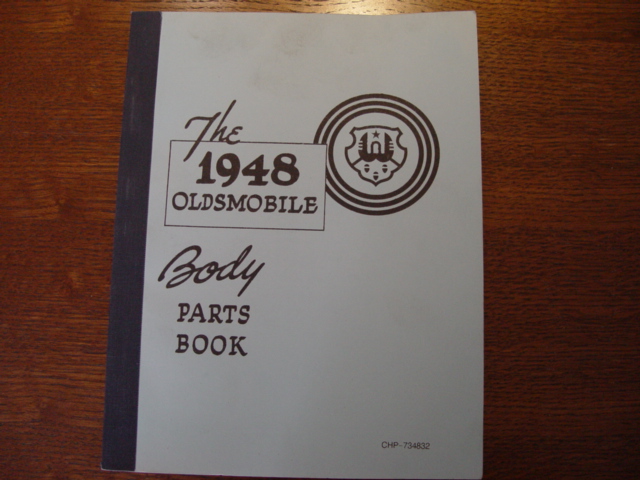 The
1948
OLDSMOBILE
Body
PARTS
BOOK
CHP-734832